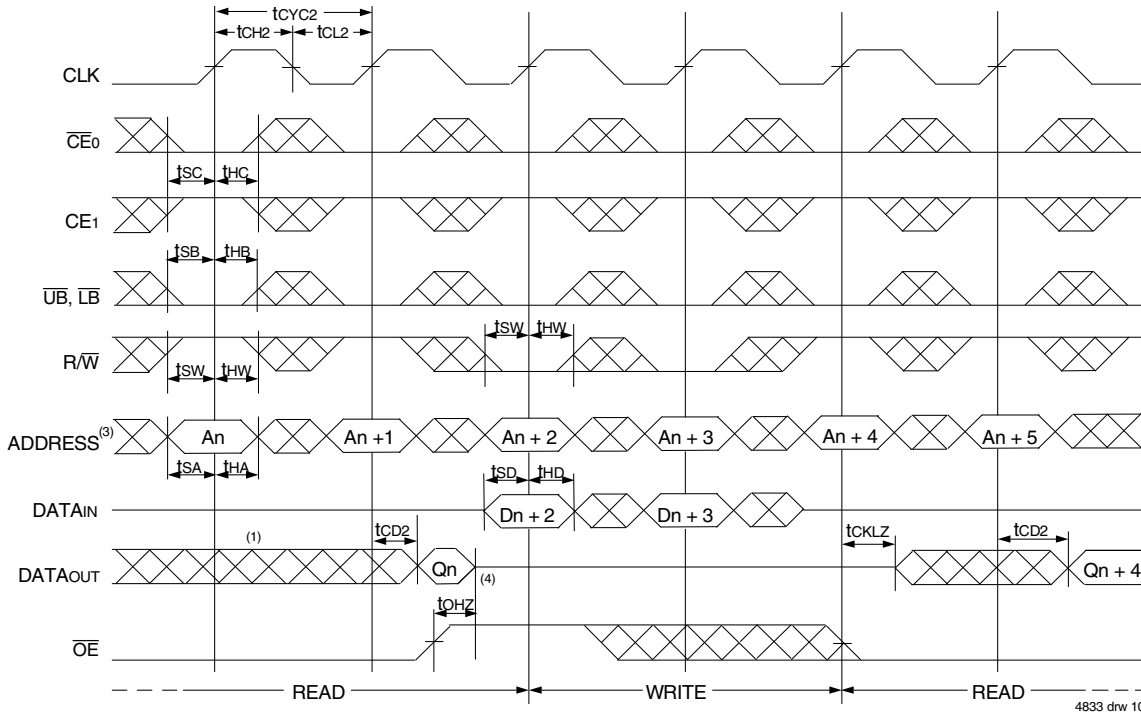 tCYC2
tCH2 tCL2
CLK
CE0
tSC tHC
CE1
tSB tHB
UB, LB
tSW tHW
R/W
tSW tHW
ADDRESS(3) An An +1 An + 2 An + 3 An + 4 An + 5
tSA tHA tSD tHD
DATAIN Dn + 2 Dn + 3
tCD2 tCKLZ tCD2
(1)
DATAOUT Qn (4) Qn + 4
tOHZ
OE
READ WRITE READ
4833 drw 10